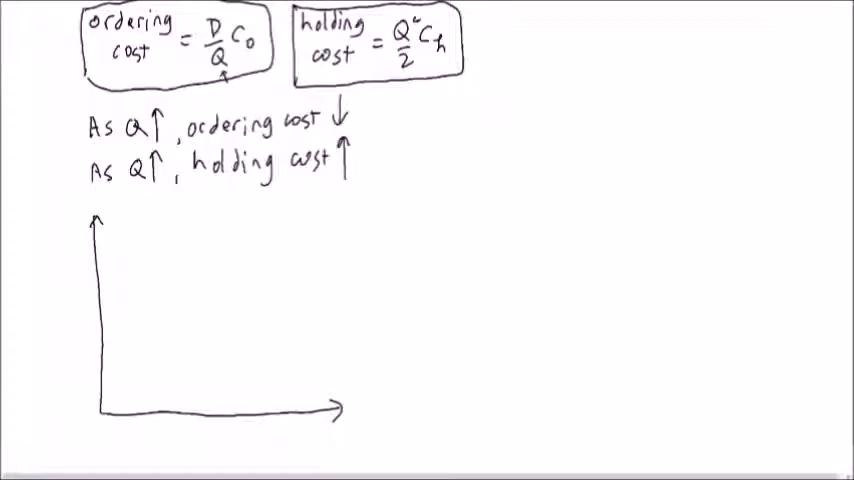 ordering cost = D/Q C₀
holding cost = Q/2 Cₕ
As Q↑, ordering cost ↓
As Q↑, holding cost ↑